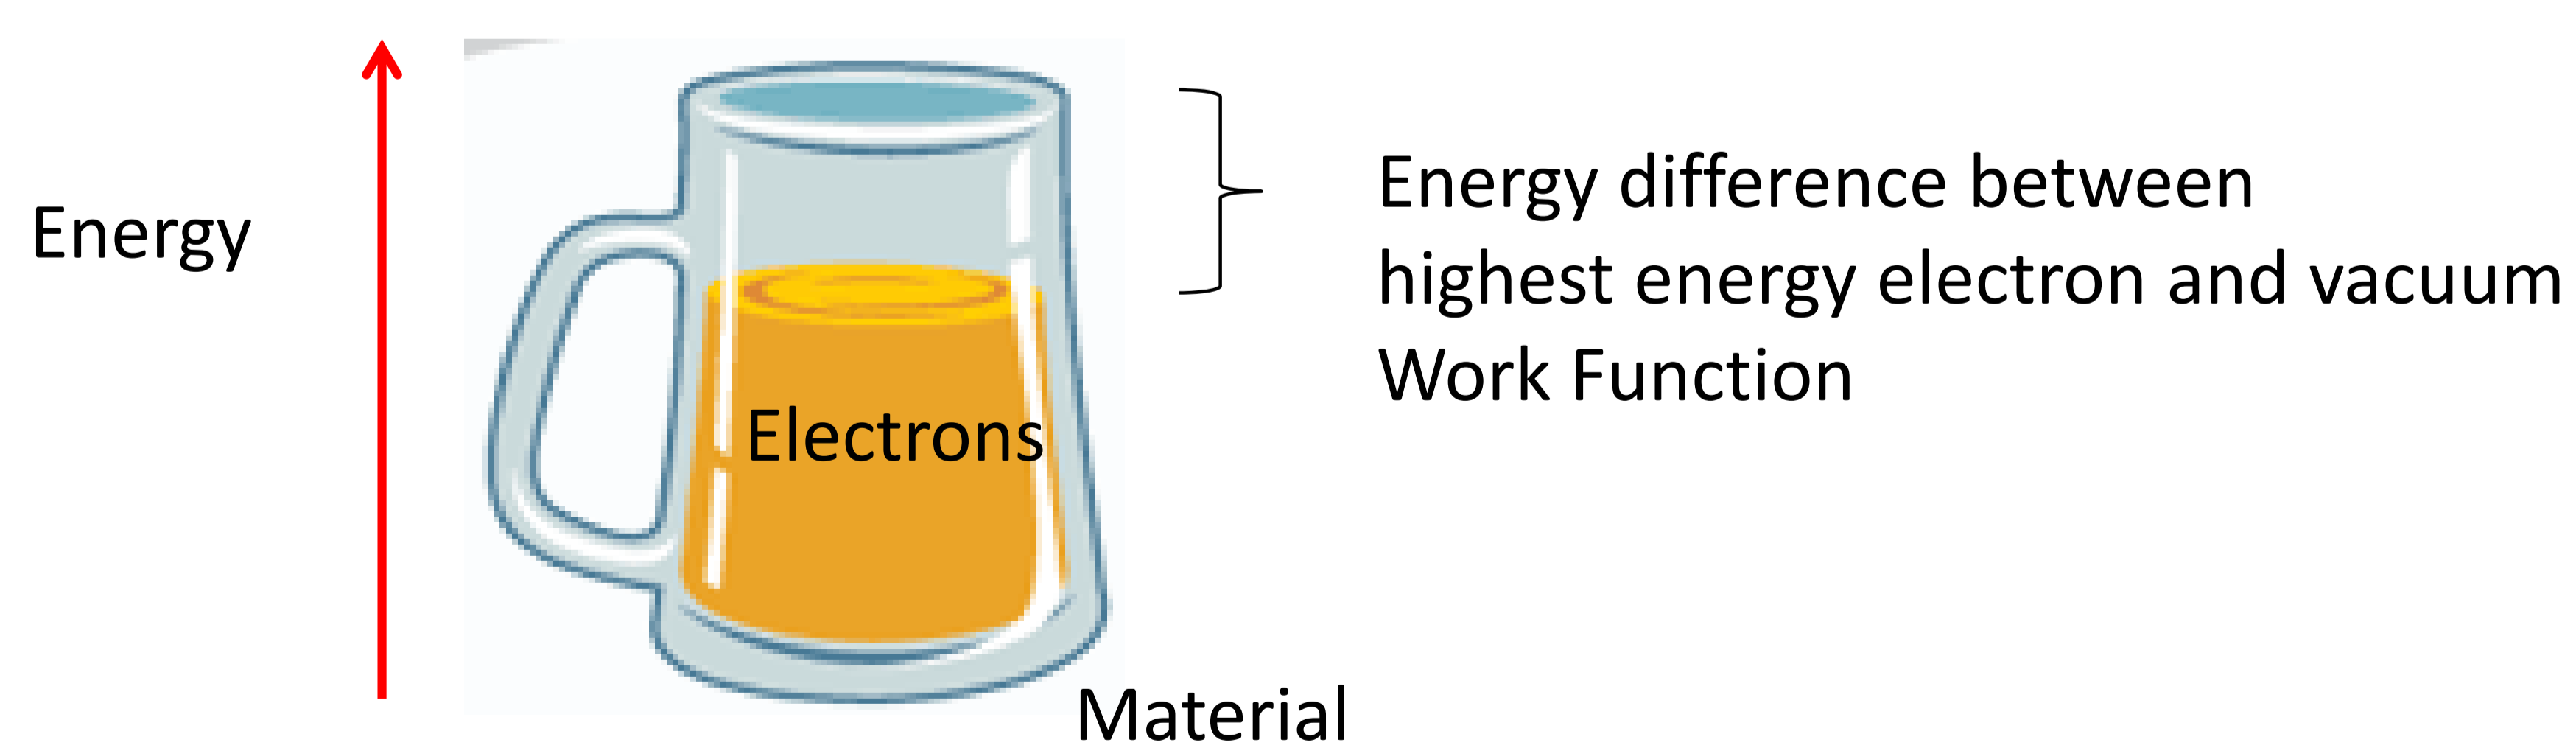 Energy
Electrons
Material
Energy difference between
highest energy electron and vacuum
Work Function